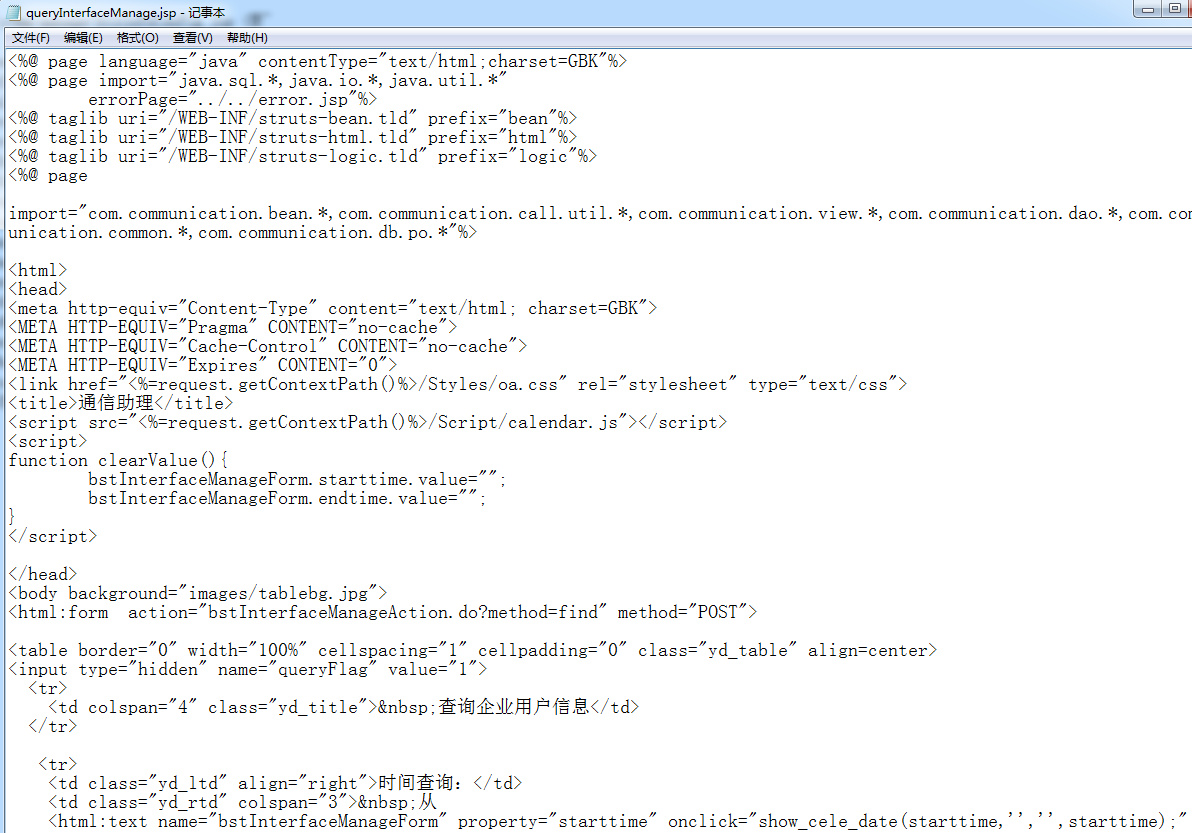 queryInterfaceManage.jsp - 记事本
文件(F) 编辑(E) 格式(O) 查看(V) 帮助(H)
<%@ page language="java" contentType="text/html;charset=GBK"%>
<%@ page import="java.sql.*,java.io.*,java.util.*"
errorPage="../../error.jsp"%>
<%@ taglib uri="/WEB-INF/struts-bean.tld" prefix="bean"%>
<%@ taglib uri="/WEB-INF/struts-html.tld" prefix="html"%>
<%@ taglib uri="/WEB-INF/struts-logic.tld" prefix="logic"%>
<%@ page
import="com.communication.bean.*,com.communication.call.util.*,com.communication.view.*,com.communication.dao.*,com.com
unication.common.*,com.communication.db.po.*"%>
<html>
<head>
<meta http-equiv="Content-Type" content="text/html; charset=GBK">
<META HTTP-EQUIV="Pragma" CONTENT="no-cache">
<META HTTP-EQUIV="Cache-Control" CONTENT="no-cache">
<META HTTP-EQUIV="Expires" CONTENT="0">
<link href="<%=request.getContextPath()%>/Styles/oa.css" rel="stylesheet" type="text/css">
<title>通信助理</title>
<script src="<%=request.getContextPath()%>/Script/calendar.js"></script>
<script>
function clearValue(){
bstInterfaceManageForm.starttime.value="";
bstInterfaceManageForm.endtime.value="";
}
</script>
</head>
<body background="images/tablebg.jpg">
<html:form  action="bstInterfaceManageAction.do?method=find" method="POST">
<table border="0" width="100%" cellspacing="1" cellpadding="0" class="yd_table" align=center>
<input type="hidden" name="queryFlag" value="1">
<tr>
<td colspan="4" class="yd_title">&nbsp;查询企业用户信息</td>
</tr>
<tr>
<td class="yd_ltd" align="right">时间查询：</td>
<td class="yd_rtd" colspan="3">&nbsp;从
<html:text name="bstInterfaceManageForm" property="starttime" onclick="show_cele_date(starttime,'','',starttime);"